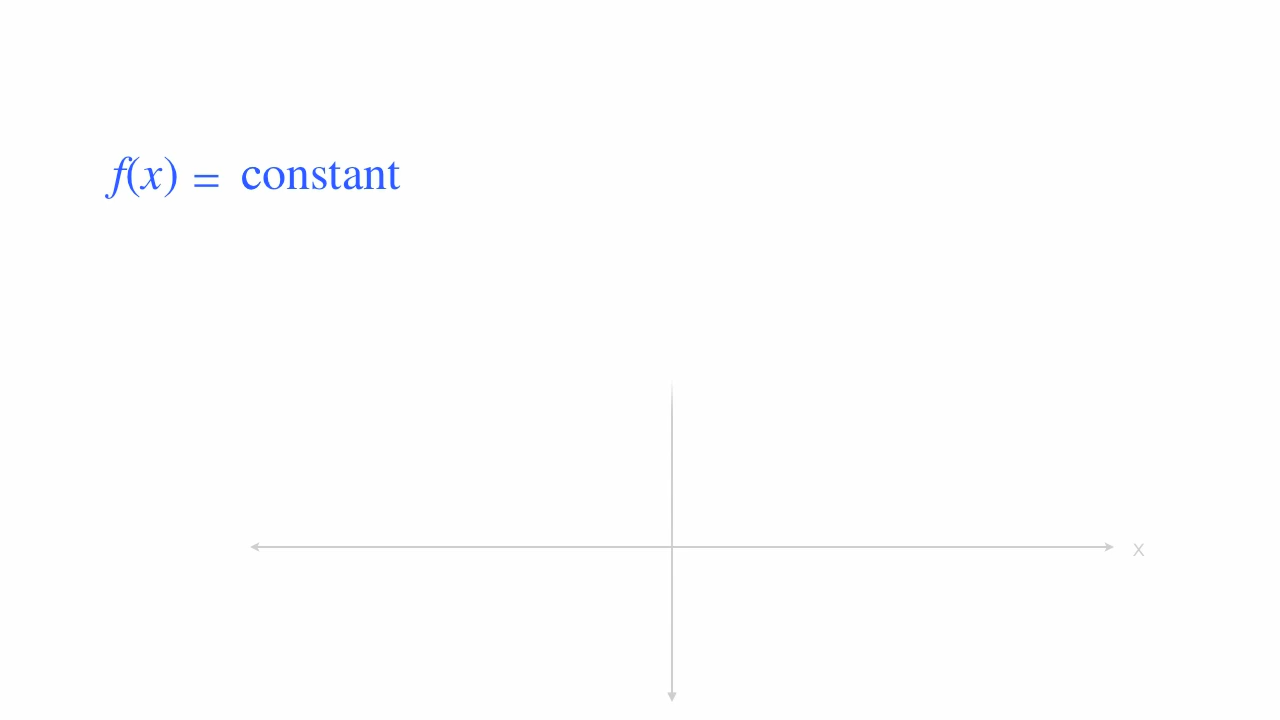 f(x) = constant
x